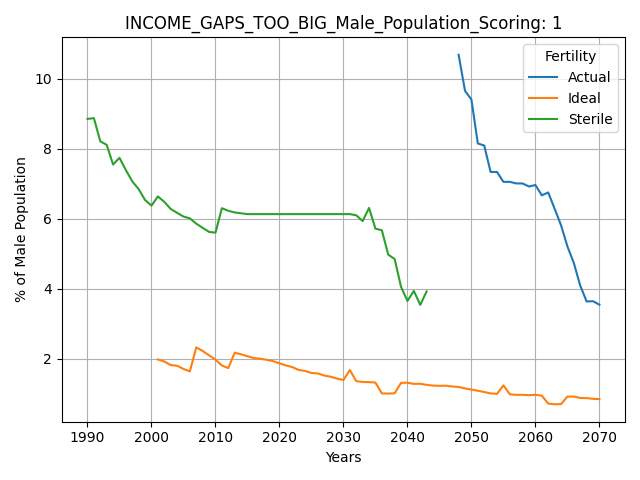 INCOME_GAPS_TOO_BIG_Male_Population_Scoring: 1
Fertility
Actual
Ideal
Sterile
% of Male Population
10
8
6
4
2
1990 2000 2010 2020 2030 2040 2050 2060 2070
Years